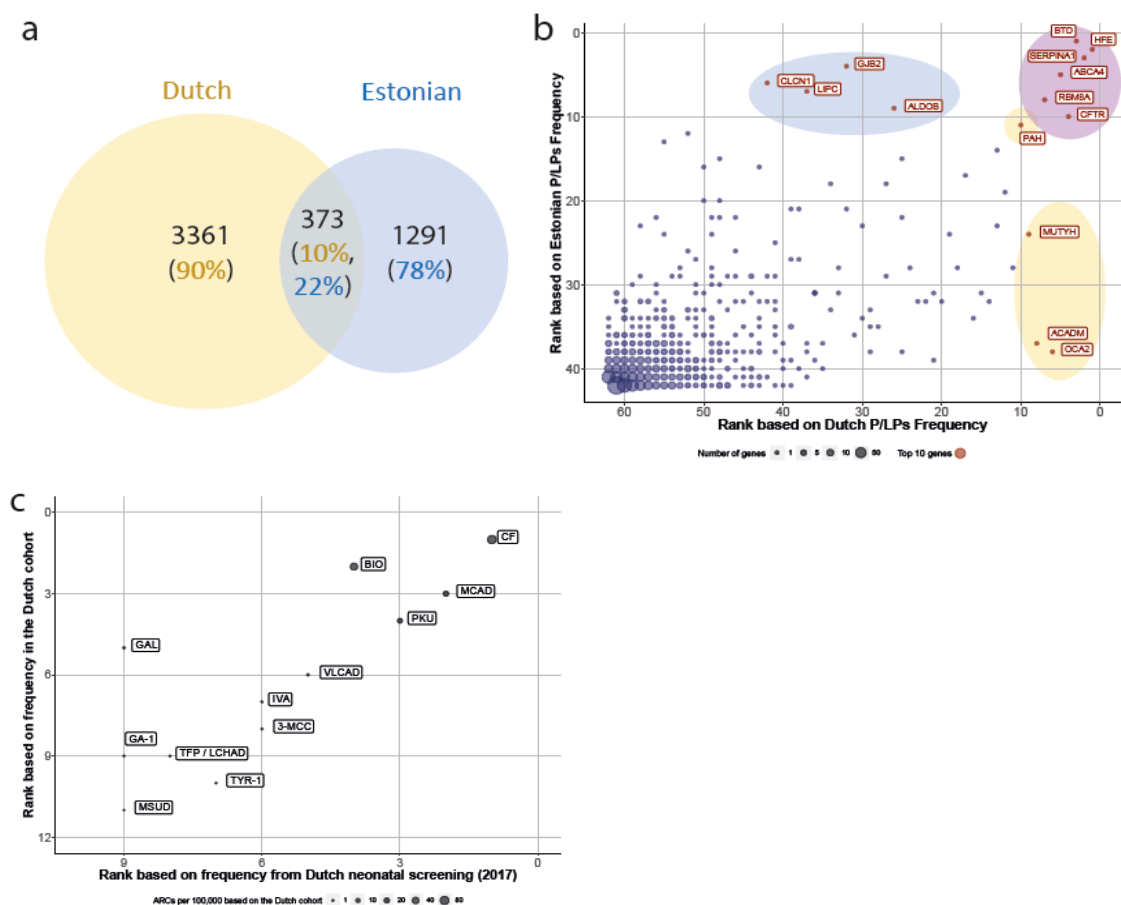 a
Dutch
Estonian
3361
(90%)
373
(10%,
22%)
1291
(78%)
b
Rank based on Estonian P/LPs Frequency
0
10
20
30
40
BTD
HFE
SERPINA1
ABCA4
RBM8A
CFTR
PAH
GJB2
CLCN1
LIPC
ALDOB
MUTYH
ACADM
OCA2
60
50
40
30
20
10
0
Rank based on Dutch P/LPs Frequency
Number of genes 1 5 10 50 Top 10 genes
c
Rank based on frequency in the Dutch cohort
0
3
6
9
12
CF
BIO
MCAD
PKU
GAL
VLCAD
IVA
3-MCC
GA-1
TFP / LCHAD
TYR-1
MSUD
9
6
3
0
Rank based on frequency from Dutch neonatal screening (2017)
ARCs per 100,000 based on the Dutch cohort 1 10 20 40 80